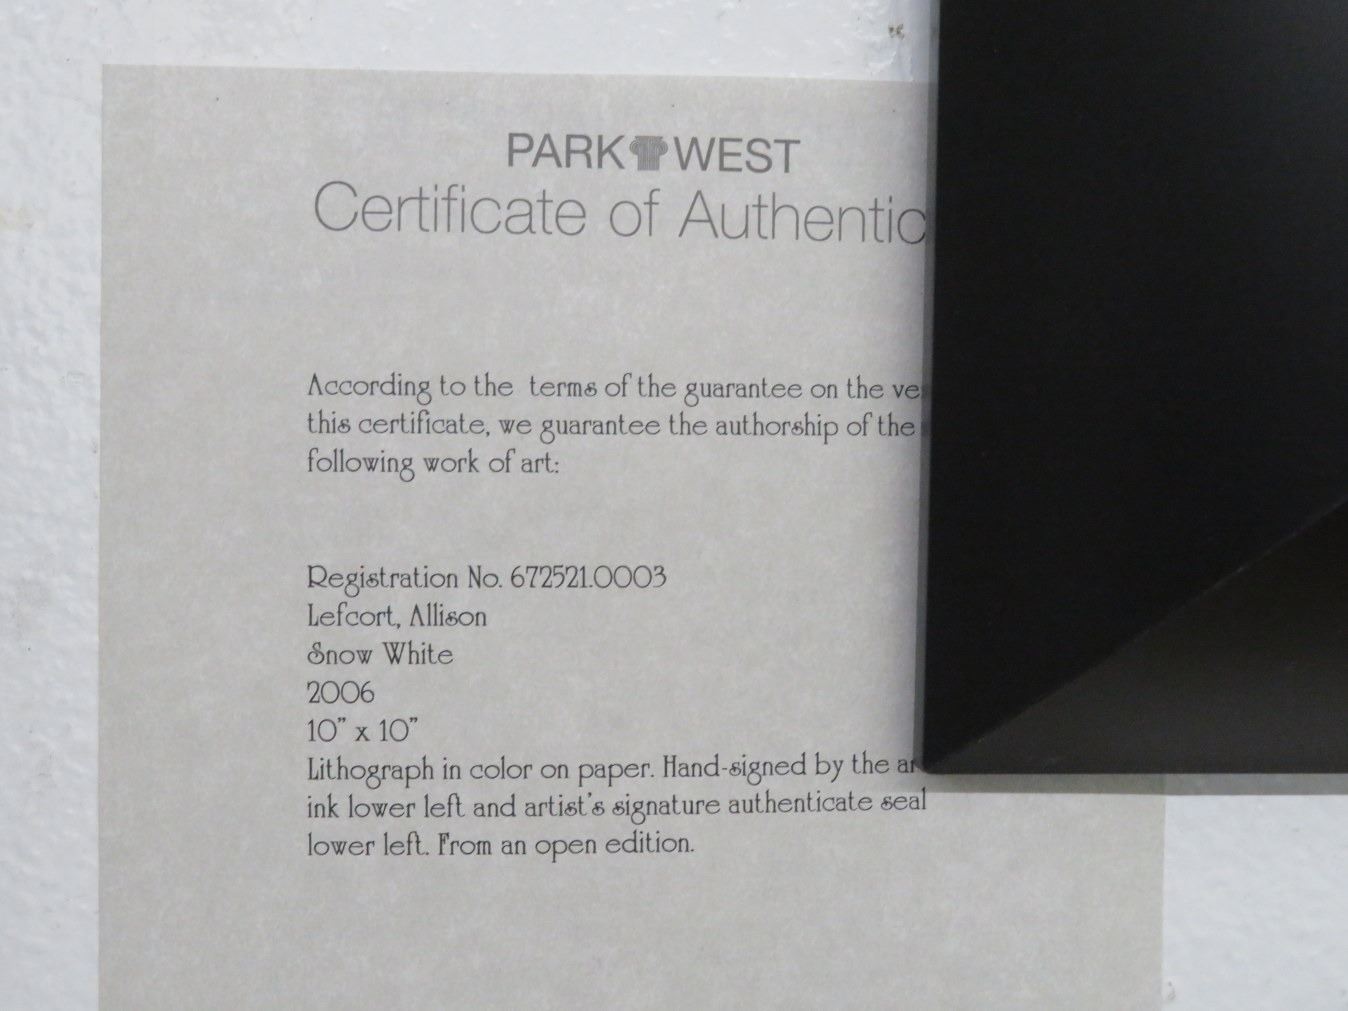 PARK WEST
Certificate of Authentic
According to the terms of the guarantee on the
this certificate, we guarantee the authorship of the
following work of art:
Registration No. 672521.0003
Lefcort, Allison
Snow White
2006
10" x 10"
Lithograph in color on paper. Hand-signed by the
ink lower left and artist's signature authenticate seal
lower left. From an open edition.